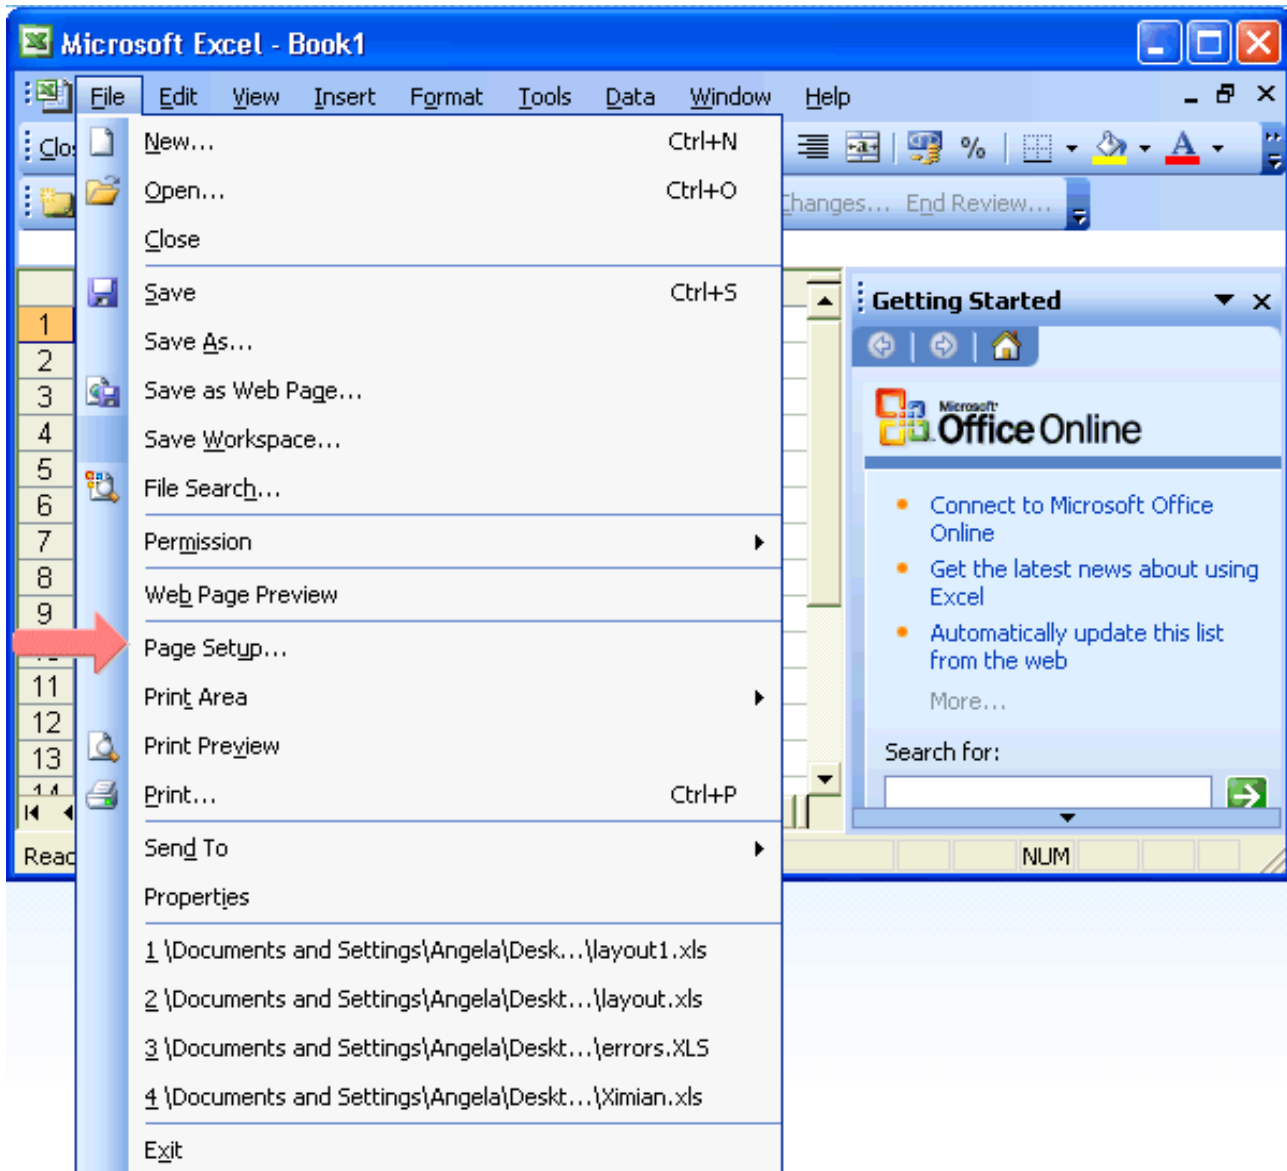 Microsoft Excel - Book1
File Edit View Insert Format Tools Data Window Help
New... Ctrl+N
%
A
Open... Ctrl+O
End Review...
Close
Save Ctrl+S
Save As...
Save as Web Page...
Save Workspace...
File Search...
Permission
Web Page Preview
Page Setup...
Print Area
Print Preview
Print... Ctrl+P
Send To
Properties
1 \Documents and Settings\Angela\Desk...\layout1.xls
2 \Documents and Settings\Angela\Deskt...\layout.xls
3 \Documents and Settings\Angela\Deskt...\errors.XLS
4 \Documents and Settings\Angela\Deskt...\Ximian.xls
Exit
1
2
3
4
5
6
7
8
9
11
12
13
Getting Started
Microsoft
Office Online
Connect to Microsoft Office
Online
Get the latest news about using
Excel
Automatically update this list
from the web
More...
Search for:
NUM